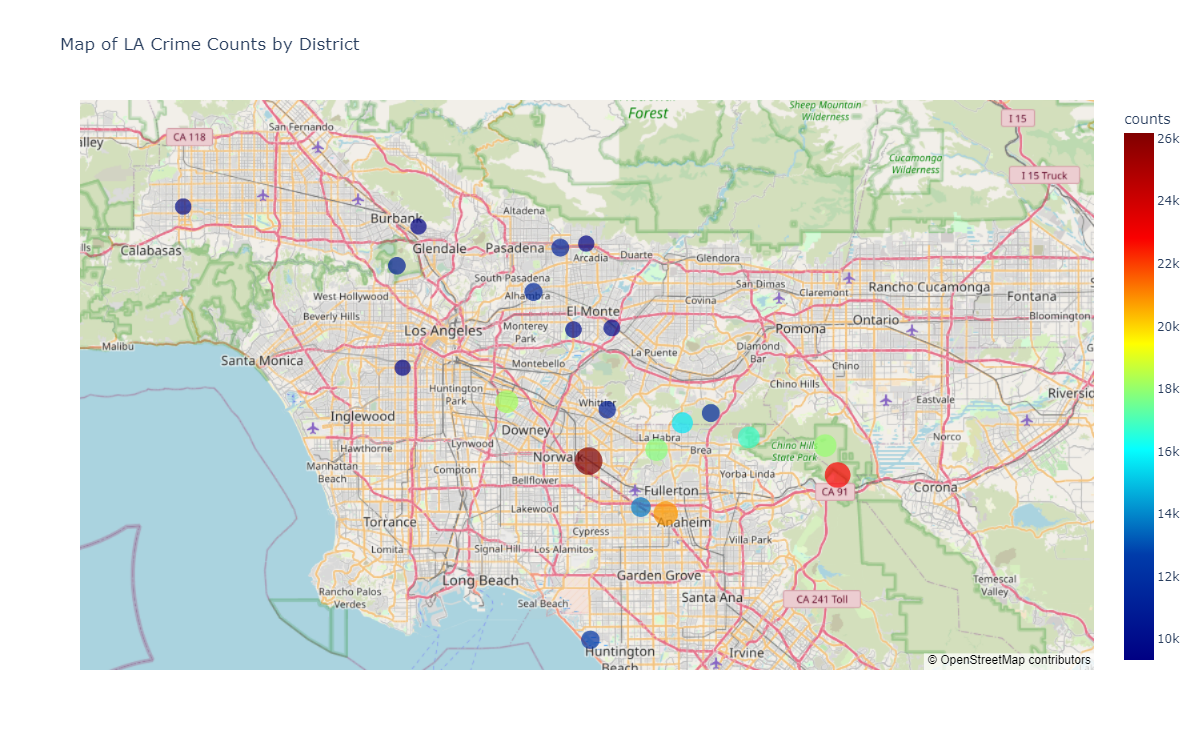 Map of LA Crime Counts by District
Forest
Sheep Mountain
Wilderness
I 15
counts
26k
24k
22k
20k
18k
16k
14k
12k
10k
San Fernando
CA 118
Cucamonga
Wilderness
I 15 Truck
Altadena
Burbank
Calabasas
Glendale
Pasadena
Arcadia
Duarte
Glendora
South Pasadena
San Dimas
Claremont
Rancho Cucamonga
Fontana
West Hollywood
Alhambra
Covina
Beverly Hills
El Monte
Bloomington
Los Angeles
Monterey
Park
Pomona
Ontario
Malibu
Santa Monica
Montebello
La Puente
Diamond
Bar
Chino
Chino Hills
Huntington
Park
Whittier
Eastvale
Inglewood
Downey
Hawthorne
Lynwood
La Habra
Brea
Chino Hills
State Park
Norco
Norwalk
Manhattan
Beach
Compton
Bellflower
Yorba Linda
Fullerton
CA 91
Corona
Torrance
Lakewood
Anaheim
Cypress
Villa Park
Lomita
Signal Hill
Los Alamitos
Garden Grove
Long Beach
Temescal
Valley
Rancho Palos
Verdes
Seal Beach
Santa Ana
CA 241 Toll
Huntington
Beach
Irvine
© OpenStreetMap contributors